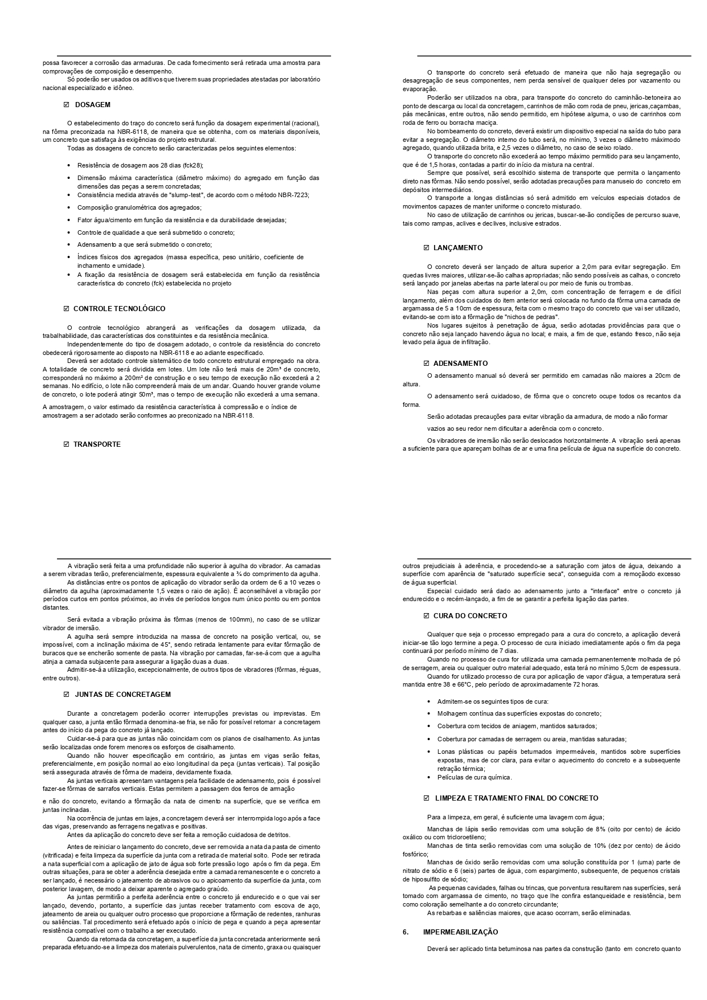 possa favorecer a corrosão das armaduras. De cada fornecimento será retirada uma amostra para
comprovações de composição e desempenho.
Só poderão ser usados os aditivos que tiverem suas propriedades atestadas por laboratório
nacional especializado e idôneo.
☑ DOSAGEM
O estabelecimento do traço do concreto será função da dosagem experimental (racional),
na fôrma preconizada na NBR-6118, de maneira que se obtenha, com os materiais disponíveis,
um concreto que satisfaça às exigências do projeto estrutural.
Todas as dosagens de concreto serão caracterizadas pelos seguintes elementos:
• Resistência de dosagem aos 28 dias (fck28);
• Dimensão máxima característica (diâmetro máximo) do agregado em função das
dimensões das peças a serem concretadas;
• Consistência medida através de "slump-test", de acordo com o método NBR-7223;
• Composição granulométrica dos agregados;
• Fator água/cimento em função da resistência e da durabilidade desejadas;
• Controle de qualidade a que será submetido o concreto;
• Adensamento a que será submetido o concreto;
• Índices físicos dos agregados (massa específica, peso unitário, coeficiente de
inchamento e umidade).
• A fixação da resistência de dosagem será estabelecida em função da resistência
característica do concreto (fck) estabelecida no projeto
☑ CONTROLE TECNOLÓGICO
O controle tecnológico abrangerá as verificações da dosagem utilizada, da
trabalhabilidade, das características dos constituintes e da resistência mecânica.
Independentemente do tipo de dosagem adotado, o controle da resistência do concreto
obedecerá rigorosamente ao disposto na NBR-6118 e ao adiante especificado.
Deverá ser adotado controle sistemático de todo concreto estrutural empregado na obra.
A totalidade de concreto será dividida em lotes. Um lote não terá mais de 20m³ de concreto,
corresponderá no máximo a 200m² de construção e o seu tempo de execução não excederá a 2
semanas. No edifício, o lote não compreenderá mais de um andar. Quando houver grande volume
de concreto, o lote poderá atingir 50m³, mas o tempo de execução não excederá a uma semana.
A amostragem, o valor estimado da resistência característica à compressão e o índice de
amostragem a ser adotado serão conformes ao preconizado na NBR-6118.
☑ TRANSPORTE
O transporte do concreto será efetuado de maneira que não haja segregação ou
desagregação de seus componentes, nem perda sensível de qualquer deles por vazamento ou
evaporação.
Poderão ser utilizados na obra, para transporte do concreto do caminhão-betoneira ao
ponto de descarga ou local da concretagem, carrinhos de mão com roda de pneu, jericas,caçambas,
pás mecânicas, entre outros, não sendo permitido, em hipótese alguma, o uso de carrinhos com
roda de ferro ou borracha maciça.
No bombeamento do concreto, deverá existir um dispositivo especial na saída do tubo para
evitar a segregação. O diâmetro interno do tubo será, no mínimo, 3 vezes o diâmetro máximodo
agregado, quando utilizada brita, e 2,5 vezes o diâmetro, no caso de seixo rolado.
O transporte do concreto não excederá ao tempo máximo permitido para seu lançamento,
que é de 1,5 horas, contadas a partir do início da mistura na central.
Sempre que possível, será escolhido sistema de transporte que permita o lançamento
direto nas fôrmas. Não sendo possível, serão adotadas precauções para manuseio do concreto em
depósitos intermediários.
O transporte a longas distâncias só será admitido em veículos especiais dotados de
movimentos capazes de manter uniforme o concreto misturado.
No caso de utilização de carrinhos ou jericas, buscar-se-ão condições de percurso suave,
tais como rampas, aclives e declives, inclusive estrados.
☑ LANÇAMENTO
O concreto deverá ser lançado de altura superior a 2,0m para evitar segregação. Em
quedas livres maiores, utilizar-se-ão calhas apropriadas; não sendo possíveis as calhas, o concreto
será lançado por janelas abertas na parte lateral ou por meio de funis ou trombas.
Nas peças com altura superior a 2,0m, com concentração de ferragem e de difícil
lançamento, além dos cuidados do item anterior será colocada no fundo da fôrma uma camada de
argamassa de 5 a 10cm de espessura, feita com o mesmo traço do concreto que vai ser utilizado,
evitando-se com isto a fôrmação de "nichos de pedras".
Nos lugares sujeitos à penetração de água, serão adotadas providências para que o
concreto não seja lançado havendo água no local; e mais, a fim de que, estando fresco, não seja
levado pela água de infiltração.
☑ ADENSAMENTO
O adensamento manual só deverá ser permitido em camadas não maiores a 20cm de
altura.
O adensamento será cuidadoso, de fôrma que o concreto ocupe todos os recantos da
forma.
Serão adotadas precauções para evitar vibração da armadura, de modo a não formar
vazios ao seu redor nem dificultar a aderência com o concreto.
Os vibradores de imersão não serão deslocados horizontalmente. A vibração será apenas
a suficiente para que apareçam bolhas de ar e uma fina película de água na superfície do concreto.
A vibração será feita a uma profundidade não superior à agulha do vibrador. As camadas
a serem vibradas terão, preferencialmente, espessura equivalente a ¾ do comprimento da agulha.
As distâncias entre os pontos de aplicação do vibrador serão da ordem de 6 a 10 vezes o
diâmetro da agulha (aproximadamente 1,5 vezes o raio de ação). É aconselhável a vibração por
períodos curtos em pontos próximos, ao invés de períodos longos num único ponto ou em pontos
distantes.
Será evitada a vibração próxima às fôrmas (menos de 100mm), no caso de se utilizar
vibrador de imersão.
A agulha será sempre introduzida na massa de concreto na posição vertical, ou, se
impossível, com a inclinação máxima de 45°, sendo retirada lentamente para evitar fôrmação de
buracos que se encherão somente de pasta. Na vibração por camadas, far-se-á com que a agulha
atinja a camada subjacente para assegurar a ligação duas a duas.
Admitir-se-á a utilização, excepcionalmente, de outros tipos de vibradores (fôrmas, réguas,
entre outros).
☑ JUNTAS DE CONCRETAGEM
Durante a concretagem poderão ocorrer interrupções previstas ou imprevistas. Em
qualquer caso, a junta então fôrmada denomina-se fria, se não for possível retomar a concretagem
antes do início da pega do concreto já lançado.
Cuidar-se-á para que as juntas não coincidam com os planos de cisalhamento. As juntas
serão localizadas onde forem menores os esforços de cisalhamento.
Quando não houver especificação em contrário, as juntas em vigas serão feitas,
preferencialmente, em posição normal ao eixo longitudinal da peça (juntas verticais). Tal posição
será assegurada através de fôrma de madeira, devidamente fixada.
As juntas verticais apresentam vantagens pela facilidade de adensamento, pois é possível
fazer-se fôrmas de sarrafos verticais. Estas permitem a passagem dos ferros de armação
e não do concreto, evitando a fôrmação da nata de cimento na superfície, que se verifica em
juntas inclinadas.
Na ocorrência de juntas em lajes, a concretagem deverá ser interrompida logo após a face
das vigas, preservando as ferragens negativas e positivas.
Antes da aplicação do concreto deve ser feita a remoção cuidadosa de detritos.
Antes de reiniciar o lançamento do concreto, deve ser removida a nata da pasta de cimento
(vitrificada) e feita limpeza da superfície da junta com a retirada de material solto. Pode ser retirada
a nata superficial com a aplicação de jato de água sob forte pressão logo após o fim da pega. Em
outras situações, para se obter a aderência desejada entre a camada remanescente e o concreto a
ser lançado, é necessário o jateamento de abrasivos ou o apicoamento da superfície da junta, com
posterior lavagem, de modo a deixar aparente o agregado graúdo.
As juntas permitirão a perfeita aderência entre o concreto já endurecido e o que vai ser
lançado, devendo, portanto, a superfície das juntas receber tratamento com escova de aço,
jateamento de areia ou qualquer outro processo que proporcione a fôrmação de redentes, ranhuras
ou saliências. Tal procedimento será efetuado após o início de pega e quando a peça apresentar
resistência compatível com o trabalho a ser executado.
Quando da retomada da concretagem, a superfície da junta concretada anteriormente será
preparada efetuando-se a limpeza dos materiais pulverulentos, nata de cimento, graxa ou quaisquer
outros prejudiciais à aderência, e procedendo-se a saturação com jatos de água, deixando a
superfície com aparência de "saturado superfície seca", conseguida com a remoçãodo excesso
de água superficial.
Especial cuidado será dado ao adensamento junto a "interface" entre o concreto já
endurecido e o recém-lançado, a fim de se garantir a perfeita ligação das partes.
☑ CURA DO CONCRETO
Qualquer que seja o processo empregado para a cura do concreto, a aplicação deverá
iniciar-se tão logo termine a pega. O processo de cura iniciado imediatamente após o fim da pega
continuará por período mínimo de 7 dias.
Quando no processo de cura for utilizada uma camada permanentemente molhada de pó
de serragem, areia ou qualquer outro material adequado, esta terá no mínimo 5,0cm de espessura.
Quando for utilizado processo de cura por aplicação de vapor d'água, a temperatura será
mantida entre 38 e 66°C, pelo período de aproximadamente 72 horas.
• Admitem-se os seguintes tipos de cura:
• Molhagem contínua das superfícies expostas do concreto;
• Cobertura com tecidos de aniagem, mantidos saturados;
• Cobertura por camadas de serragem ou areia, mantidas saturadas;
• Lonas plásticas ou papéis betumados impermeáveis, mantidos sobre superfícies
expostas, mas de cor clara, para evitar o aquecimento do concreto e a subsequente
retração térmica;
• Películas de cura química.
☑ LIMPEZA E TRATAMENTO FINAL DO CONCRETO
Para a limpeza, em geral, é suficiente uma lavagem com água;
Manchas de lápis serão removidas com uma solução de 8% (oito por cento) de ácido
oxálico ou com tricloroetileno;
Manchas de tinta serão removidas com uma solução de 10% (dez por cento) de ácido
fosfórico;
Manchas de óxido serão removidas com uma solução constituída por 1 (uma) parte de
nitrato de sódio e 6 (seis) partes de água, com espargimento, subsequente, de pequenos cristais
de hiposulfito de sódio;
As pequenas cavidades, falhas ou trincas, que porventura resultarem nas superfícies, será
tomado com argamassa de cimento, no traço que lhe confira estanqueidade e resistência, bem
como coloração semelhante a do concreto circundante;
As rebarbas e saliências maiores, que acaso ocorram, serão eliminadas.
6. IMPERMEABILIZAÇÃO
Deverá ser aplicado tinta betuminosa nas partes da construção (tanto em concreto quanto